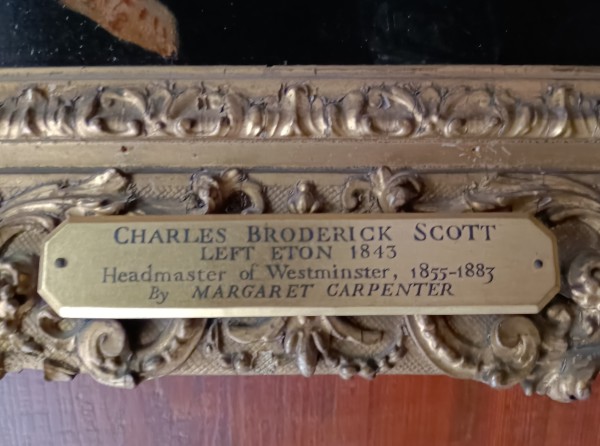 CHARLES BRODERICK SCOTT
LEFT ETON 1843
Headmaster of Westminster, 1855-1883
By MARGARET CARPENTER